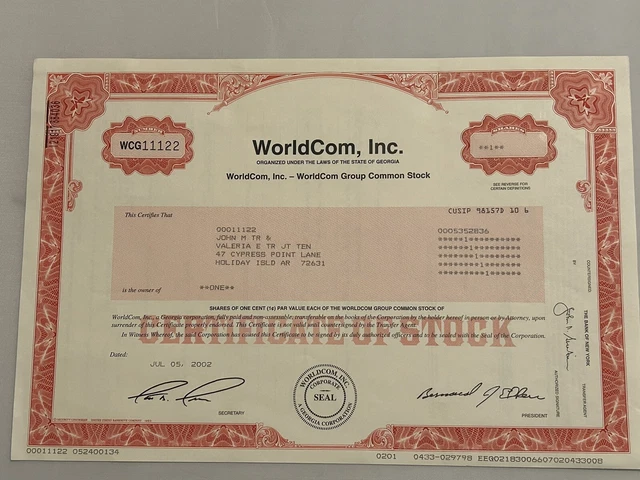 NUMBER
WCG11122
SHARES
**1**
WorldCom, Inc.
ORGANIZED UNDER THE LAWS OF THE STATE OF GEORGIA
WorldCom, Inc. – WorldCom Group Common Stock
SEE REVERSE FOR
CERTAIN DEFINITIONS
This Certifies That
CUSIP 98157D 10 6
00011122
JOHN M TR &
VALERIA E TR JT TEN
47 CYPRESS POINT LANE
HOLIDAY ISLD AR 72631
0005352836
is the owner of
**ONE**
SHARES OF ONE CENT (1¢) PAR VALUE EACH OF THE WORLDCOM GROUP COMMON STOCK OF
WorldCom, Inc., a Georgia corporation, fully paid and non-assessable, transferable on the books of the Corporation by the holder hereof in person or by Attorney, upon
surrender of this Certificate properly endorsed. This Certificate is not valid until countersigned by the Transfer Agent.
In Witness Whereof, the said Corporation has caused this Certificate to be signed by its duly authorized officers and to be sealed with the Seal of the Corporation.
STOCK
Dated:
JUL 05, 2002
SECRETARY
WORLDCOM, INC.
CORPORATE
SEAL
A GEORGIA CORPORATION
Bernard J Ebbers
PRESIDENT
COUNTERSIGNED
BY
THE BANK OF NEW YORK
TRANSFER AGENT
AUTHORIZED SIGNATURE
00011122 052400134
0201 0433-029798 EEG02183006607020433008